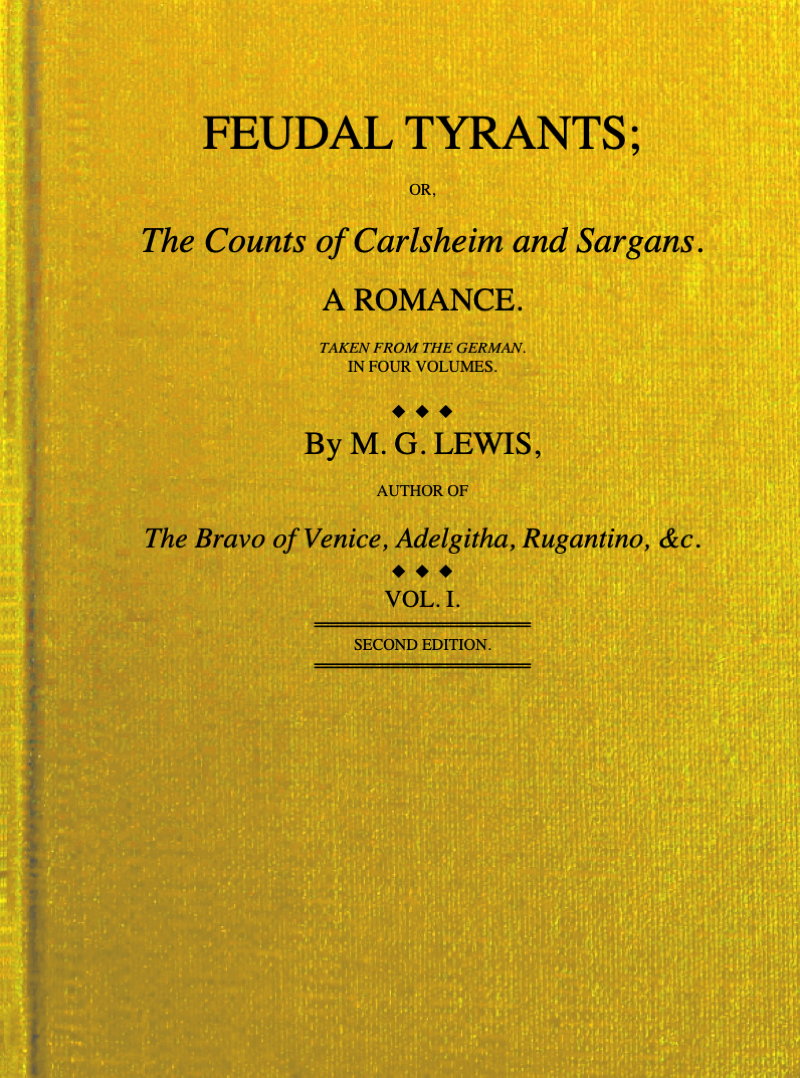 FEUDAL TYRANTS;
OR,
The Counts of Carlsheim and Sargans.
A ROMANCE.
TAKEN FROM THE GERMAN.
IN FOUR VOLUMES.
By M. G. LEWIS,
AUTHOR OF
The Bravo of Venice, Adelgitha, Rugantino, &c.
VOL. I.
SECOND EDITION.